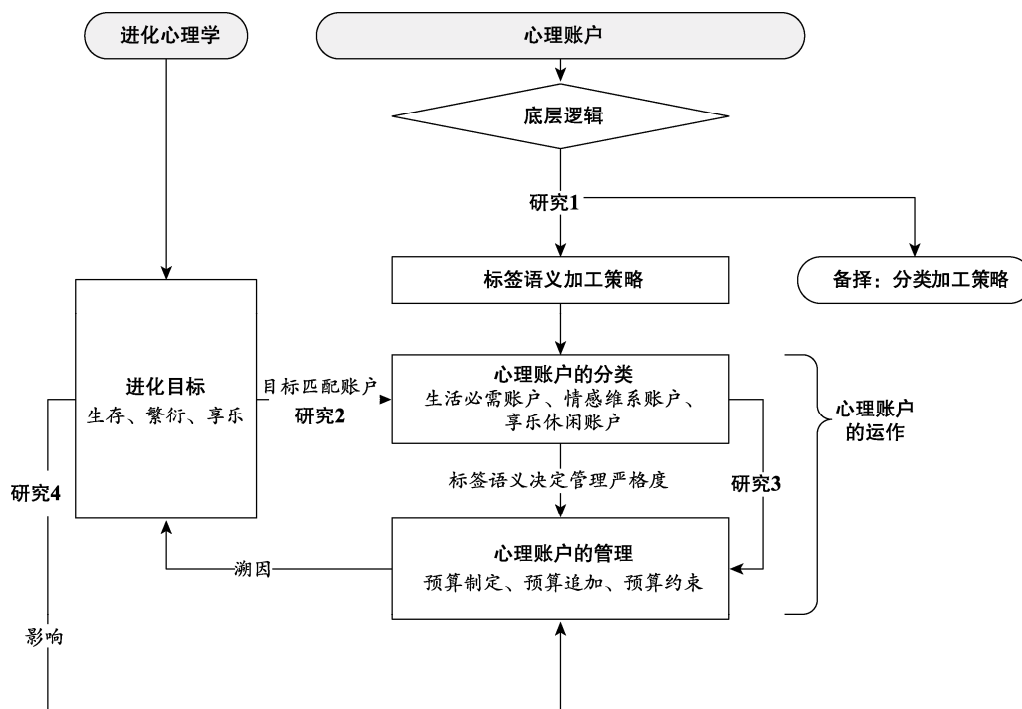 进化心理学
心理账户
底层逻辑
研究1
标签语义加工策略
备择：分类加工策略
进化目标
生存、繁衍、享乐
目标匹配账户
研究2
心理账户的分类
生活必需账户、情感维系账户、
享乐休闲账户
心理账户
的运作
研究4
标签语义决定管理严格度
研究3
心理账户的管理
预算制定、预算追加、预算约束
溯因
影响